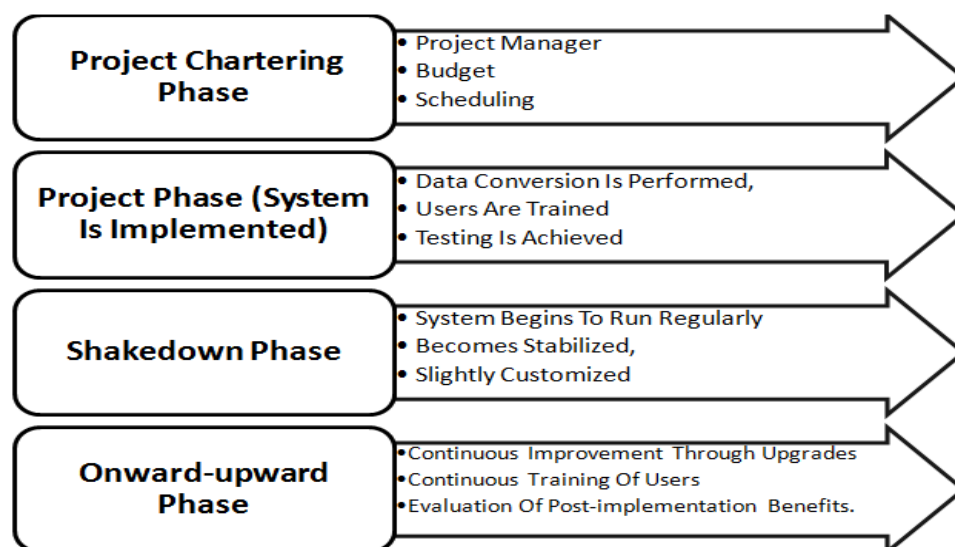 Project Chartering
Phase
• Project Manager
• Budget
• Scheduling
Project Phase (System
Is Implemented)
• Data Conversion Is Performed,
• Users Are Trained
• Testing Is Achieved
Shakedown Phase
• System Begins To Run Regularly
• Becomes Stabilized,
• Slightly Customized
Onward-upward
Phase
•Continuous Improvement Through Upgrades
•Continuous Training Of Users
•Evaluation Of Post-implementation Benefits.